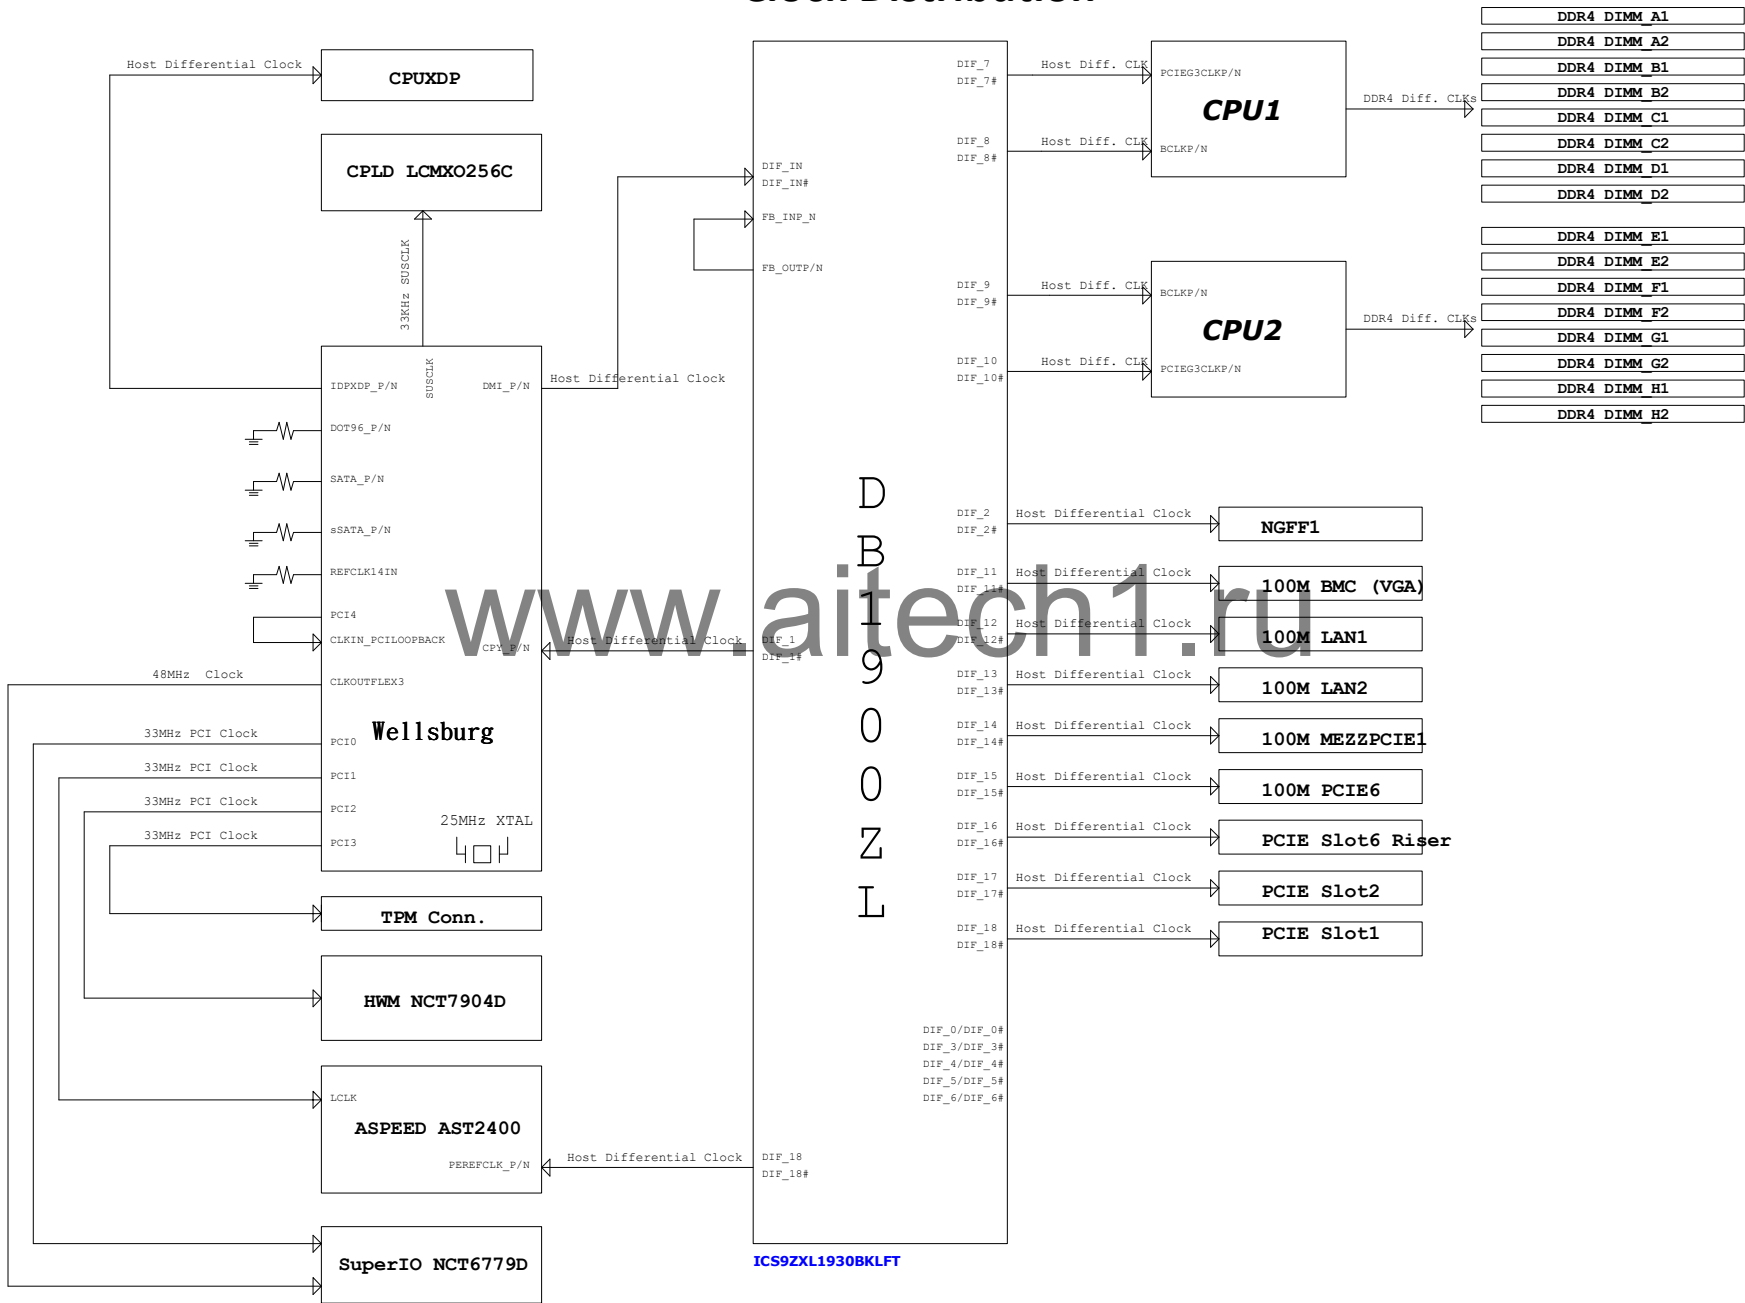 Clock Distribution
Host Differential Clock
CPUXDP
CPLD LCMXO256C
33KHz SUSCLK
SUSCLK
IDPXDP_P/N
DMI_P/N
Host Differential Clock
DOT96_P/N
SATA_P/N
sSATA_P/N
REFCLK14IN
PCI4
CLKIN_PCILOOPBACK
CPY_P/N
Host Differential Clock
48MHz Clock
CLKOUTFLEX3
Wellsburg
33MHz PCI Clock
PCI0
33MHz PCI Clock
PCI1
33MHz PCI Clock
PCI2
33MHz PCI Clock
PCI3
25MHz XTAL
TPM Conn.
HWM NCT7904D
LCLK
ASPEED AST2400
PEREFCLK_P/N
Host Differential Clock
SuperIO NCT6779D
DIF_IN
DIF_IN#
FB_INP_N
FB_OUTP/N
DIF_1
DIF_1#
DIF_18
DIF_18#
DB1900ZL
ICS9ZXL1930BKLFT
DIF_7
DIF_7#
Host Diff. CLK
PCIEG3CLKP/N
CPU1
DIF_8
DIF_8#
Host Diff. CLK
BCLKP/N
DDR4 Diff. CLKs
DDR4 DIMM_A1
DDR4 DIMM_A2
DDR4 DIMM_B1
DDR4 DIMM_B2
DDR4 DIMM_C1
DDR4 DIMM_C2
DDR4 DIMM_D1
DDR4 DIMM_D2
DIF_9
DIF_9#
Host Diff. CLK
BCLKP/N
CPU2
DIF_10
DIF_10#
Host Diff. CLK
PCIEG3CLKP/N
DDR4 Diff. CLKs
DDR4 DIMM_E1
DDR4 DIMM_E2
DDR4 DIMM_F1
DDR4 DIMM_F2
DDR4 DIMM_G1
DDR4 DIMM_G2
DDR4 DIMM_H1
DDR4 DIMM_H2
DIF_2
DIF_2#
Host Differential Clock
NGFF1
DIF_11
DIF_11#
Host Differential Clock
100M BMC (VGA)
DIF_12
DIF_12#
Host Differential Clock
100M LAN1
DIF_13
DIF_13#
Host Differential Clock
100M LAN2
DIF_14
DIF_14#
Host Differential Clock
100M MEZZPCIE1
DIF_15
DIF_15#
Host Differential Clock
100M PCIE6
DIF_16
DIF_16#
Host Differential Clock
PCIE Slot6 Riser
DIF_17
DIF_17#
Host Differential Clock
PCIE Slot2
DIF_18
DIF_18#
Host Differential Clock
PCIE Slot1
DIF_0/DIF_0#
DIF_3/DIF_3#
DIF_4/DIF_4#
DIF_5/DIF_5#
DIF_6/DIF_6#
www.aitech1.ru